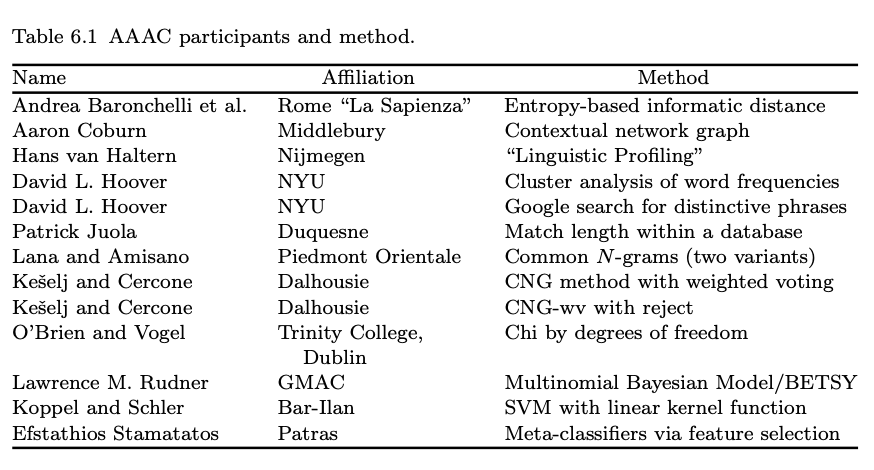 Table 6.1 AAAC participants and method.
Name Affiliation Method
Andrea Baronchelli et al. Rome “La Sapienza” Entropy-based informatic distance
Aaron Coburn Middlebury Contextual network graph
Hans van Haltern Nijmegen “Linguistic Profiling”
David L. Hoover NYU Cluster analysis of word frequencies
David L. Hoover NYU Google search for distinctive phrases
Patrick Juola Duquesne Match length within a database
Lana and Amisano Piedmont Orientale Common N-grams (two variants)
Kešelj and Cercone Dalhousie CNG method with weighted voting
Kešelj and Cercone Dalhousie CNG-wv with reject
O’Brien and Vogel Trinity College, Chi by degrees of freedom
Dublin
Lawrence M. Rudner GMAC Multinomial Bayesian Model/BETSY
Koppel and Schler Bar-Ilan SVM with linear kernel function
Efstathios Stamatatos Patras Meta-classifiers via feature selection